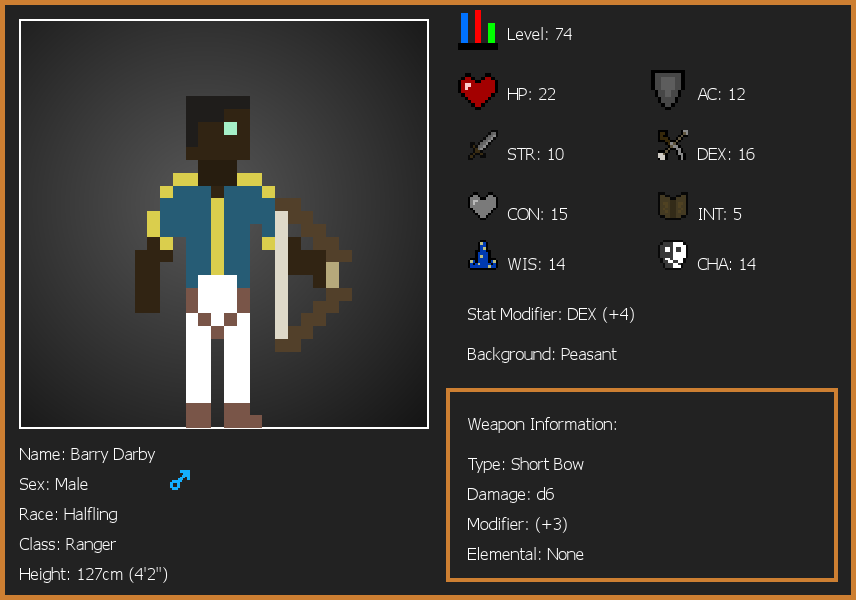 Level: 74
HP: 22
AC: 12
STR: 10
DEX: 16
CON: 15
INT: 5
WIS: 14
CHA: 14
Stat Modifier: DEX (+4)
Background: Peasant
Weapon Information:
Type: Short Bow
Damage: d6
Modifier: (+3)
Elemental: None
Name: Barry Darby
Sex: Male
Race: Halfling
Class: Ranger
Height: 127cm (4'2")